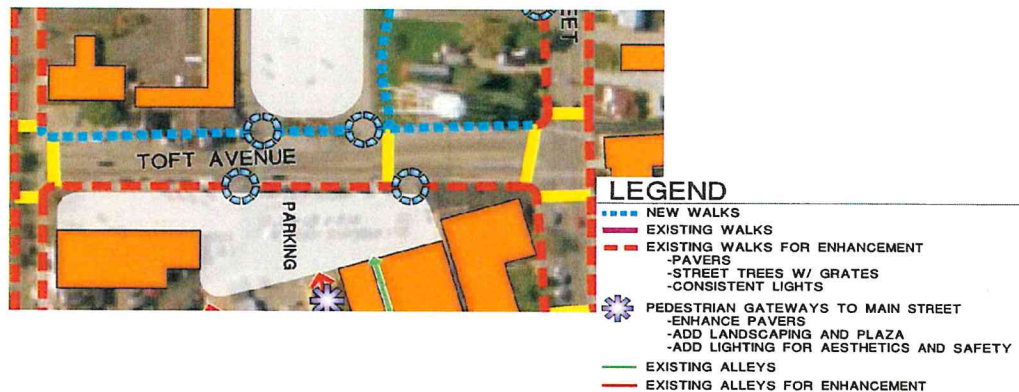 EET
TOFT AVENUE
PARKING
LEGEND
NEW WALKS
EXISTING WALKS
EXISTING WALKS FOR ENHANCEMENT
-PAVERS
-STREET TREES W/ GRATES
-CONSISTENT LIGHTS
PEDESTRIAN GATEWAYS TO MAIN STREET
-ENHANCE PAVERS
-ADD LANDSCAPING AND PLAZA
-ADD LIGHTING FOR AESTHETICS AND SAFETY
EXISTING ALLEYS
EXISTING ALLEYS FOR ENHANCEMENT